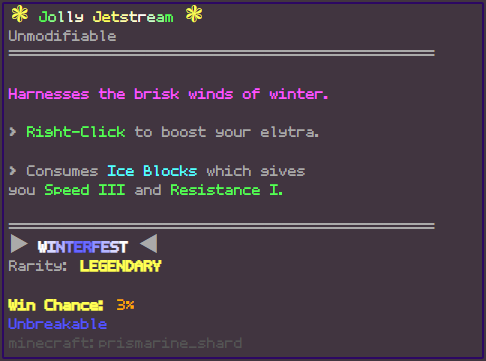 ❃ Jolly Jetstream ❃
Unmodifiable
Harnesses the brisk winds of winter.
> Right-Click to boost your elytra.
> Consumes Ice Blocks which gives
you Speed III and Resistance I.
▶ WINTERFEST ◀
Rarity: LEGENDARY
Win Chance: 3%
Unbreakable
minecraft:prismarine_shard